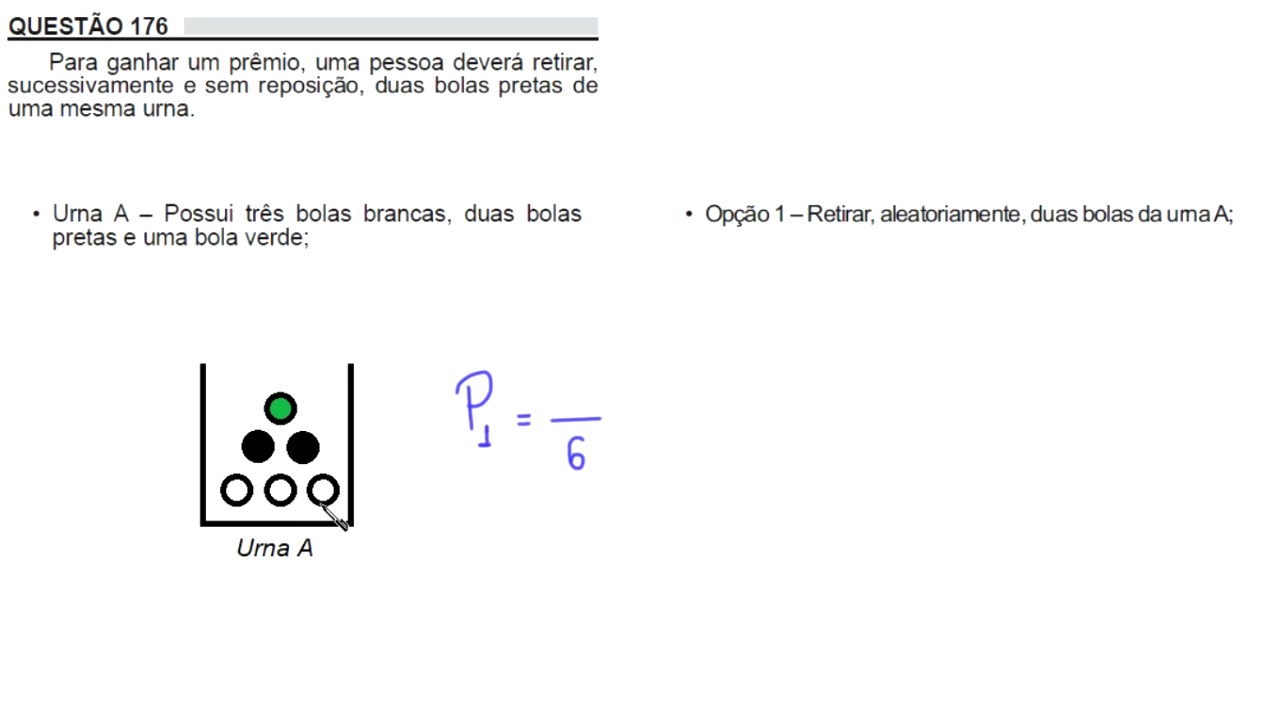 QUESTÃO 176
Para ganhar um prêmio, uma pessoa deverá retirar,
sucessivamente e sem reposição, duas bolas pretas de
uma mesma urna.
• Urna A – Possui três bolas brancas, duas bolas
pretas e uma bola verde;
• Opção 1 – Retirar, aleatoriamente, duas bolas da urna A;
P₁ = —
6
Urna A